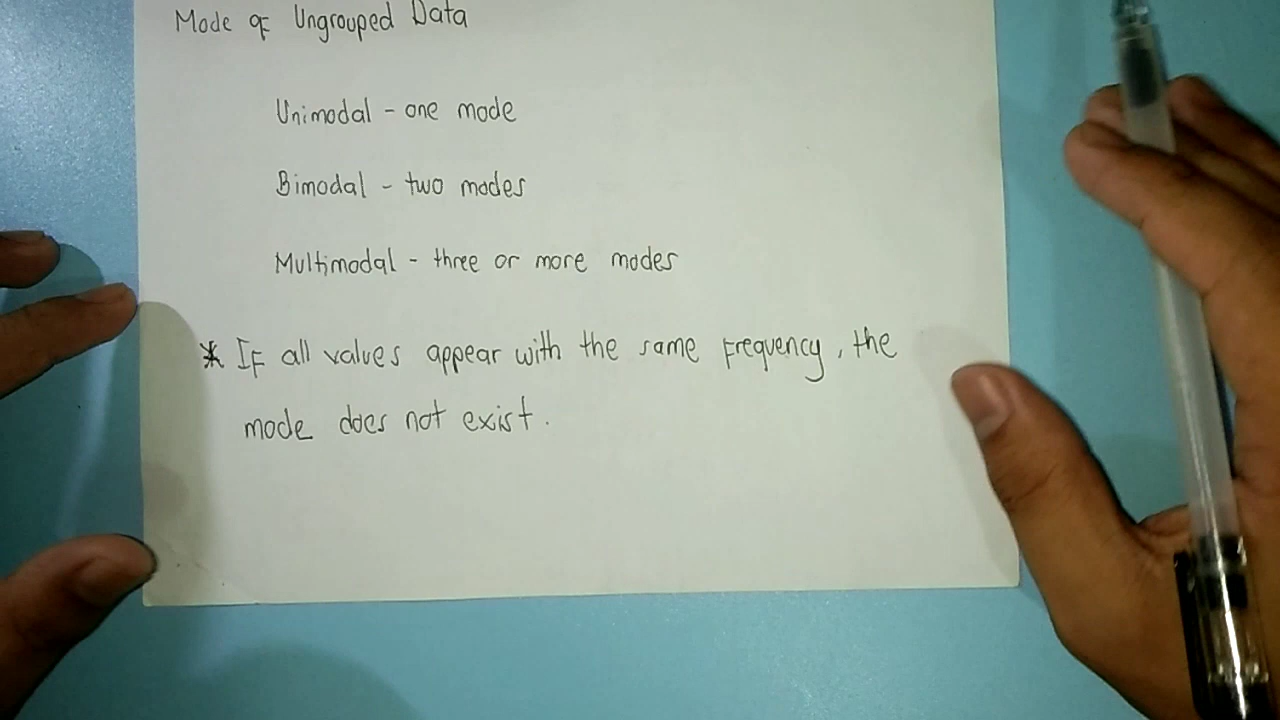 Mode of Ungrouped Data
Unimodal - one mode
Bimodal - two modes
Multimodal - three or more modes
* If all values appear with the same frequency, the
mode does not exist.